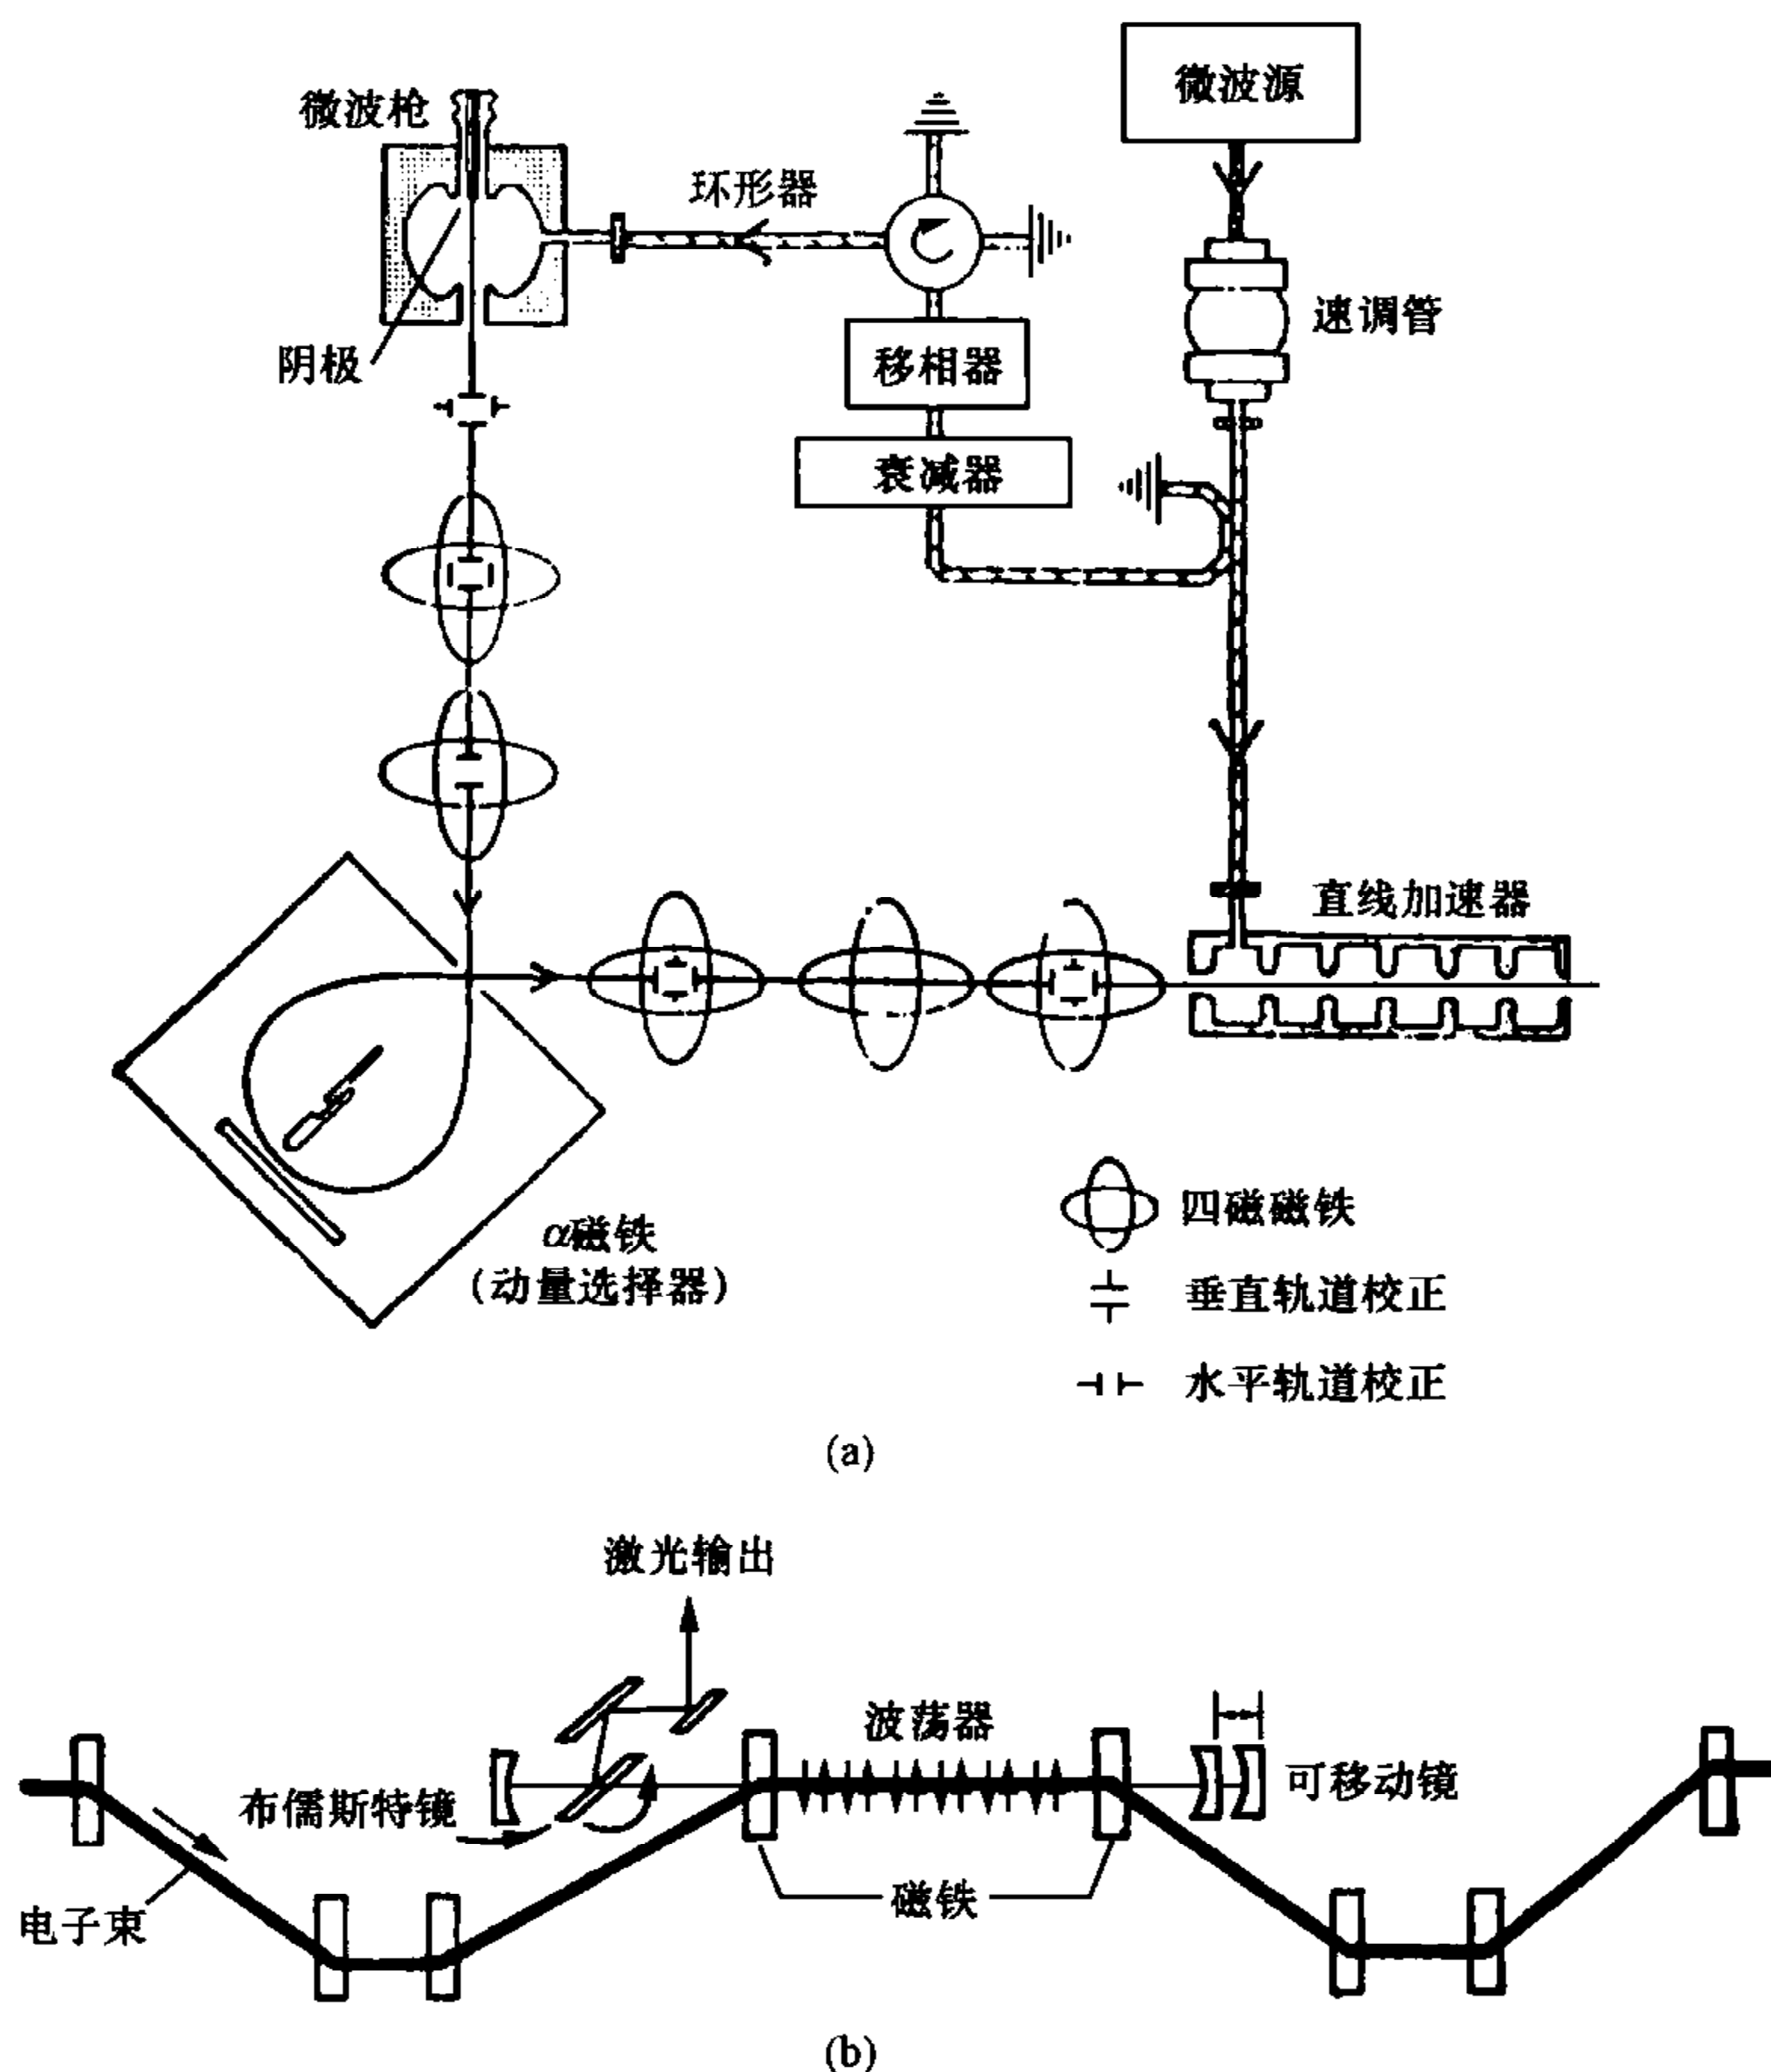 微波源
微波枪
环形器
速调管
阴极
移相器
衰减器
直线加速器
α磁铁
(动量选择器)
四磁磁铁
垂直轨道校正
水平轨道校正
(a)
激光输出
波荡器
布儒斯特镜
可移动镜
磁铁
电子束
(b)